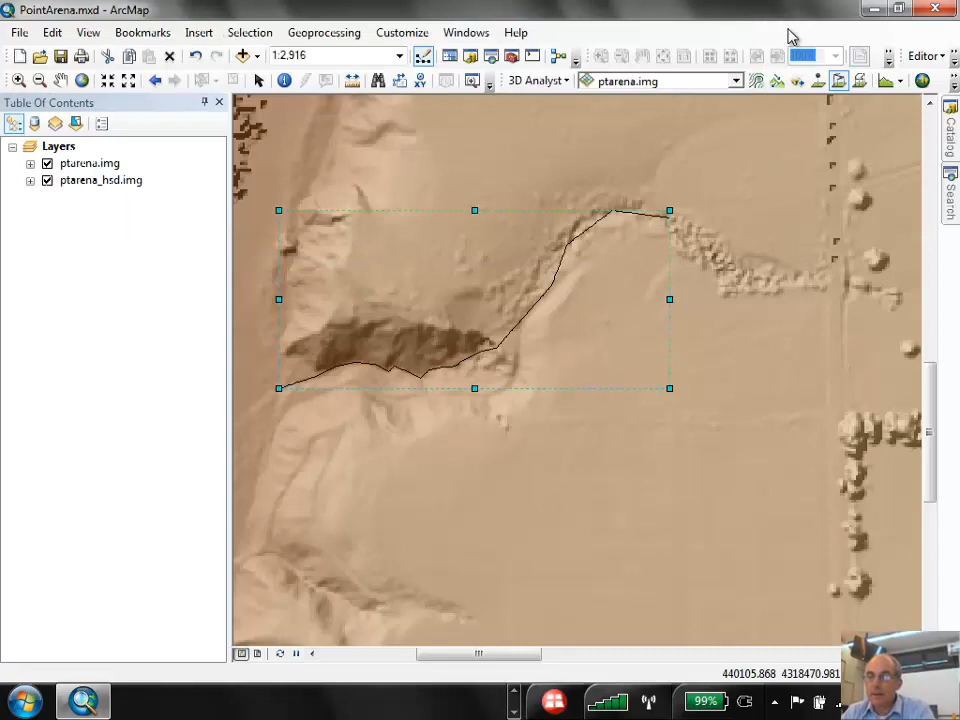 PointArena.mxd - ArcMap
File Edit View Bookmarks Insert Selection Geoprocessing Customize Windows Help
1:2,916
Editor
3D Analyst ptarena.img
Table Of Contents
Layers
ptarena.img
ptarena_hsd.img
Catalog
Search
440105.868 4318470.981
99%